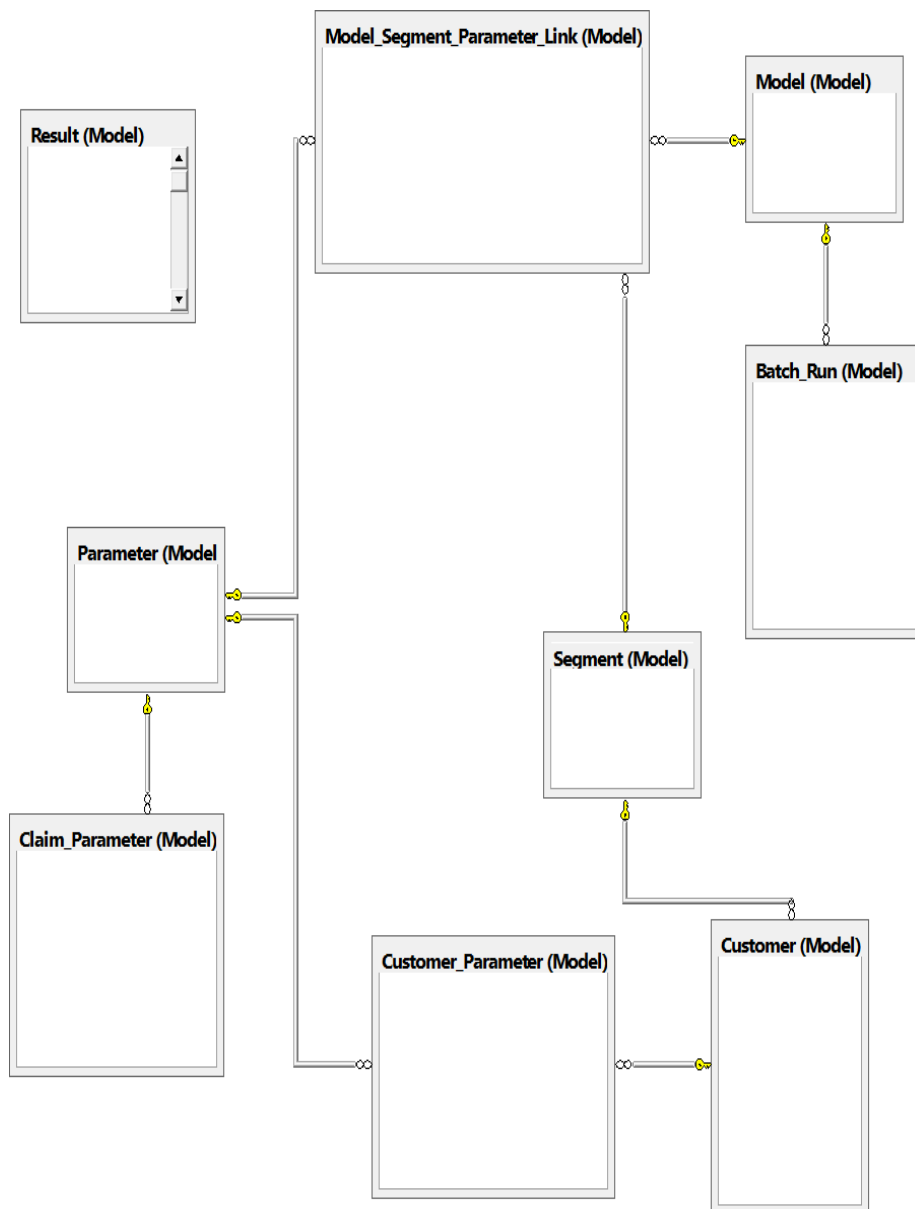 Model_Segment_Parameter_Link (Model)
Model (Model)
Result (Model)
Batch_Run (Model)
Parameter (Model
Segment (Model)
Claim_Parameter (Model)
Customer_Parameter (Model)
Customer (Model)